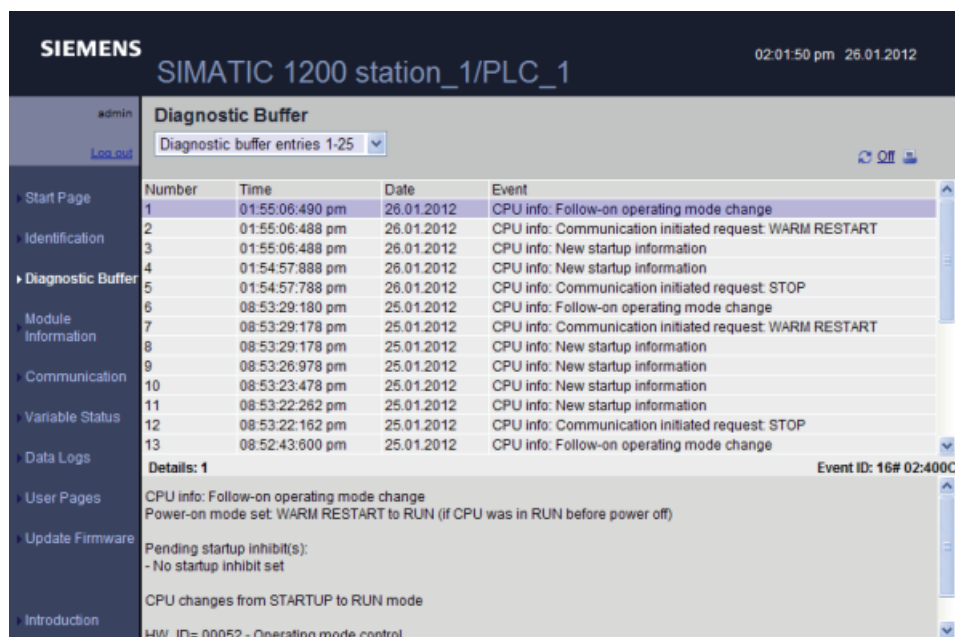 SIEMENS
SIMATIC 1200 station_1/PLC_1
02:01:50 pm 26.01.2012
admin
Log out
Diagnostic Buffer
Diagnostic buffer entries 1-25
Off
Start Page
Identification
Diagnostic Buffer
Module
Information
Communication
Variable Status
Data Logs
User Pages
Update Firmware
Introduction
Number Time Date Event
1 01:55:06:490 pm 26.01.2012 CPU info: Follow-on operating mode change
2 01:55:06:488 pm 26.01.2012 CPU info: Communication initiated request: WARM RESTART
3 01:55:06:488 pm 26.01.2012 CPU info: New startup information
4 01:54:57:888 pm 26.01.2012 CPU info: New startup information
5 01:54:57:788 pm 26.01.2012 CPU info: Communication initiated request: STOP
6 08:53:29:180 pm 25.01.2012 CPU info: Follow-on operating mode change
7 08:53:29:178 pm 25.01.2012 CPU info: Communication initiated request: WARM RESTART
8 08:53:29:178 pm 25.01.2012 CPU info: New startup information
9 08:53:26:978 pm 25.01.2012 CPU info: New startup information
10 08:53:23:478 pm 25.01.2012 CPU info: New startup information
11 08:53:22:262 pm 25.01.2012 CPU info: New startup information
12 08:53:22:162 pm 25.01.2012 CPU info: Communication initiated request: STOP
13 08:52:43:600 pm 25.01.2012 CPU info: Follow-on operating mode change
Details: 1 Event ID: 16# 02:400C
CPU info: Follow-on operating mode change
Power-on mode set: WARM RESTART to RUN (if CPU was in RUN before power off)
Pending startup inhibit(s):
- No startup inhibit set
CPU changes from STARTUP to RUN mode
HW_ID= 00052 - Operating mode control